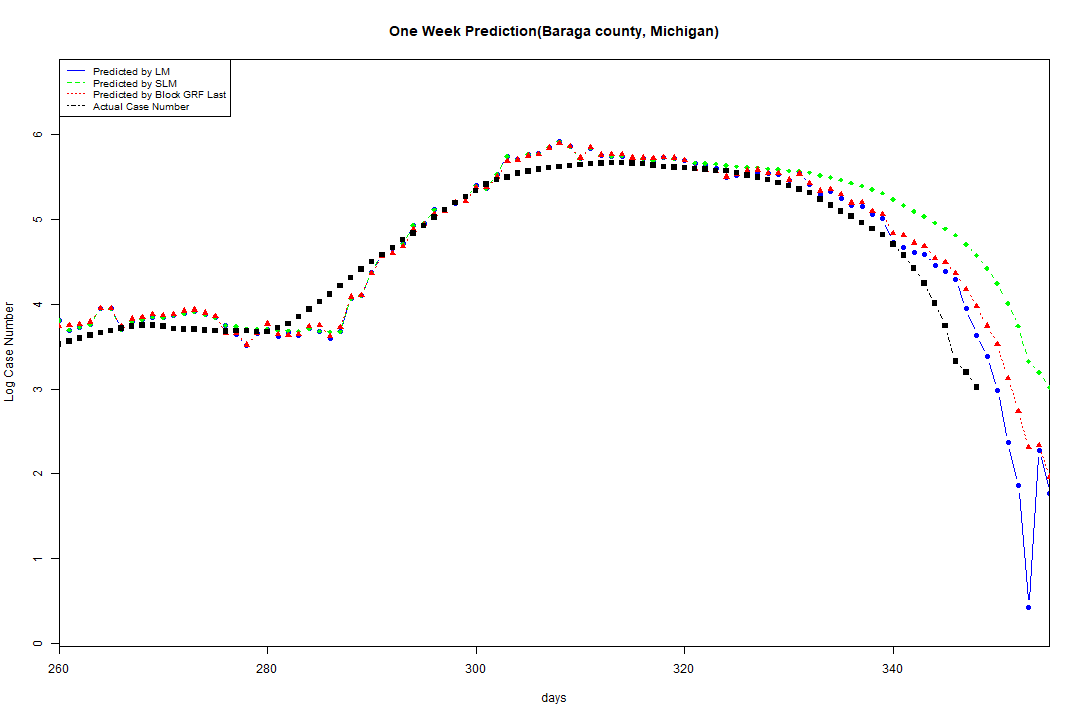 One Week Prediction(Baraga county, Michigan)
Predicted by LM
Predicted by SLM
Predicted by Block GRF Last
Actual Case Number
6
5
4
3
2
1
0
Log Case Number
260 280 300 320 340
days